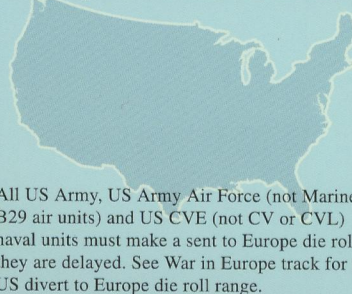 All US Army, US Army Air Force (not Marine
B29 air units) and US CVE (not CV or CVL)
naval units must make a sent to Europe die roll
they are delayed. See War in Europe track for
US divert to Europe die roll range.